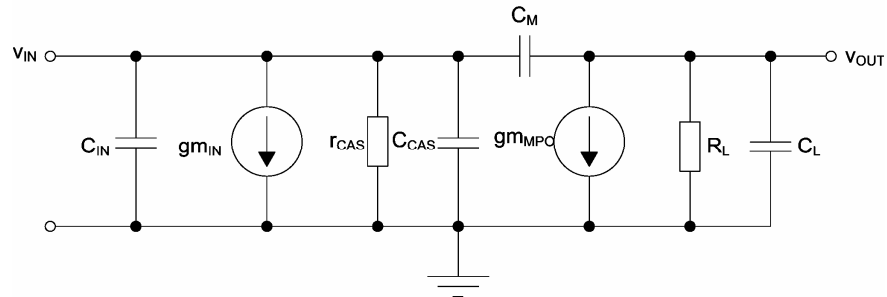 C_M
v_IN
v_OUT
C_IN
gm_IN
r_CAS
C_CAS
gm_MPO
R_L
C_L